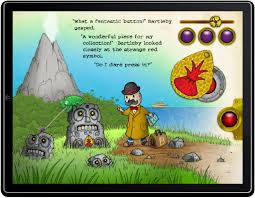 "What a fantastic button!" Bartleby
gasped.
"A wonderful piece for my
collection!" Bartleby looked
closely at the strange red
symbol.
"Do I dare press it?"